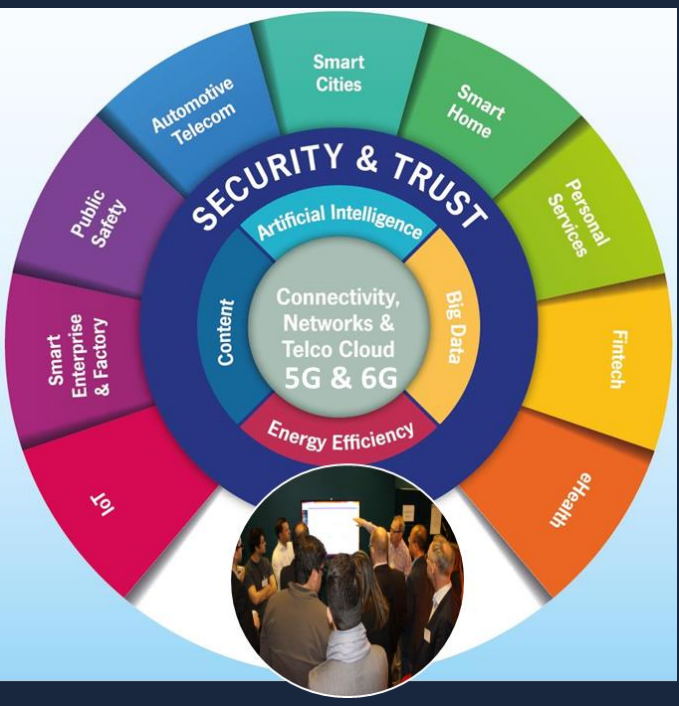 Smart
Cities
Automotive
Telecom
Smart
Home
Public
Safety
Personal
Services
Smart
Enterprise
& Factory
Fintech
IoT
eHealth
SECURITY & TRUST
Artificial Intelligence
Content
Big Data
Connectivity,
Networks &
Telco Cloud
5G & 6G
Energy Efficiency